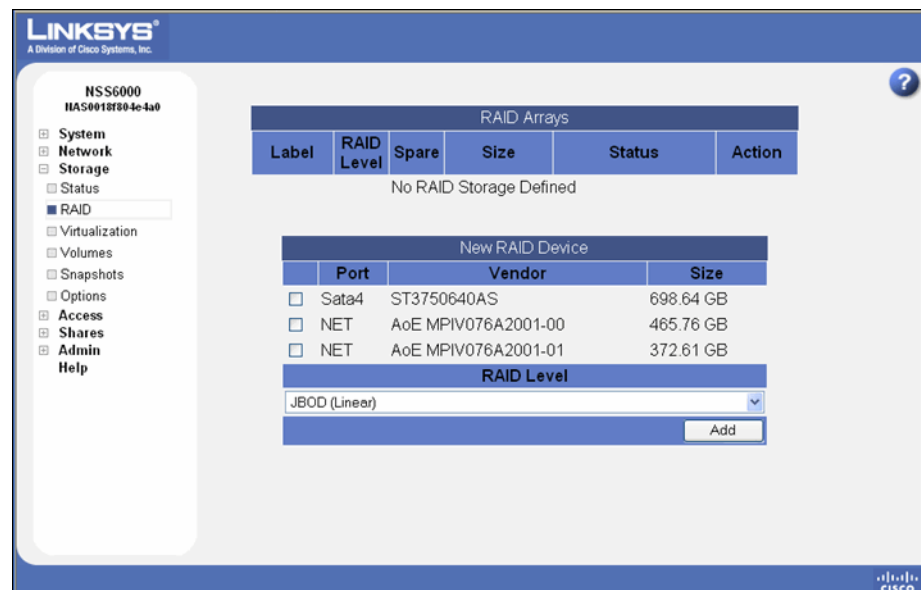 LINKSYS®
A Division of Cisco Systems, Inc.
NSS6000
NAS0018f804e4a0
System
Network
Storage
Status
RAID
Virtualization
Volumes
Snapshots
Options
Access
Shares
Admin
Help
?
RAID Arrays
Label RAID Level Spare Size Status Action
No RAID Storage Defined
New RAID Device
Port Vendor Size
Sata4 ST3750640AS 698.64 GB
NET AoE MPIV076A2001-00 465.76 GB
NET AoE MPIV076A2001-01 372.61 GB
RAID Level
JBOD (Linear)
Add
CISCO